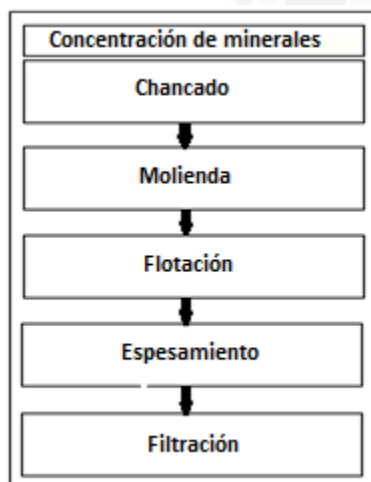 Concentración de minerales
Chancado
Molienda
Flotación
Espesamiento
Filtración